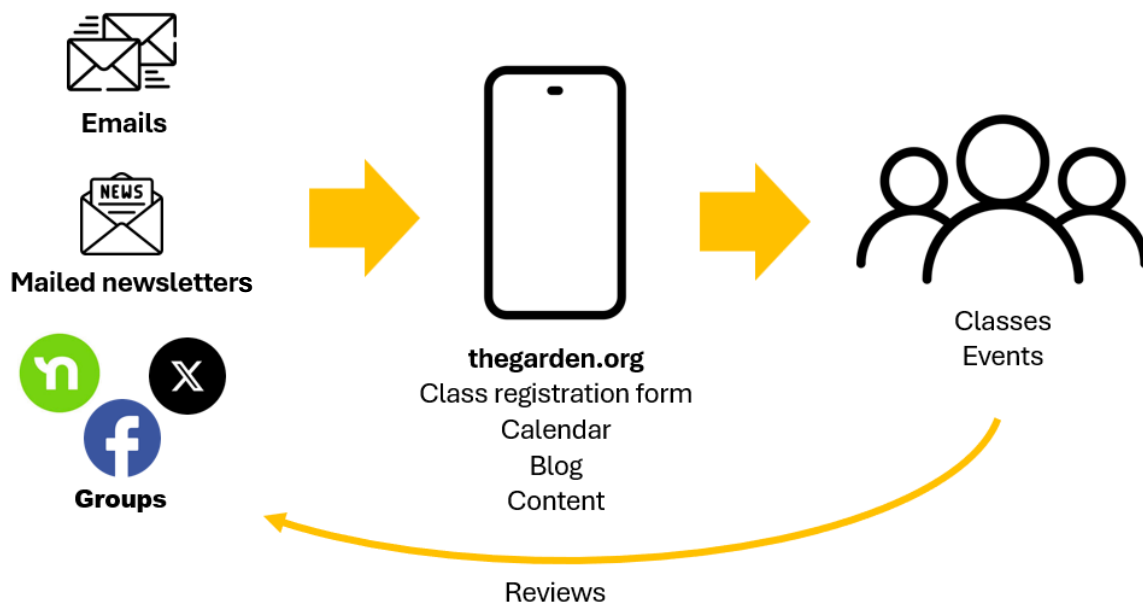 Emails
NEWS
Mailed newsletters
n
X
f
Groups
thegarden.org
Class registration form
Calendar
Blog
Content
Classes
Events
Reviews